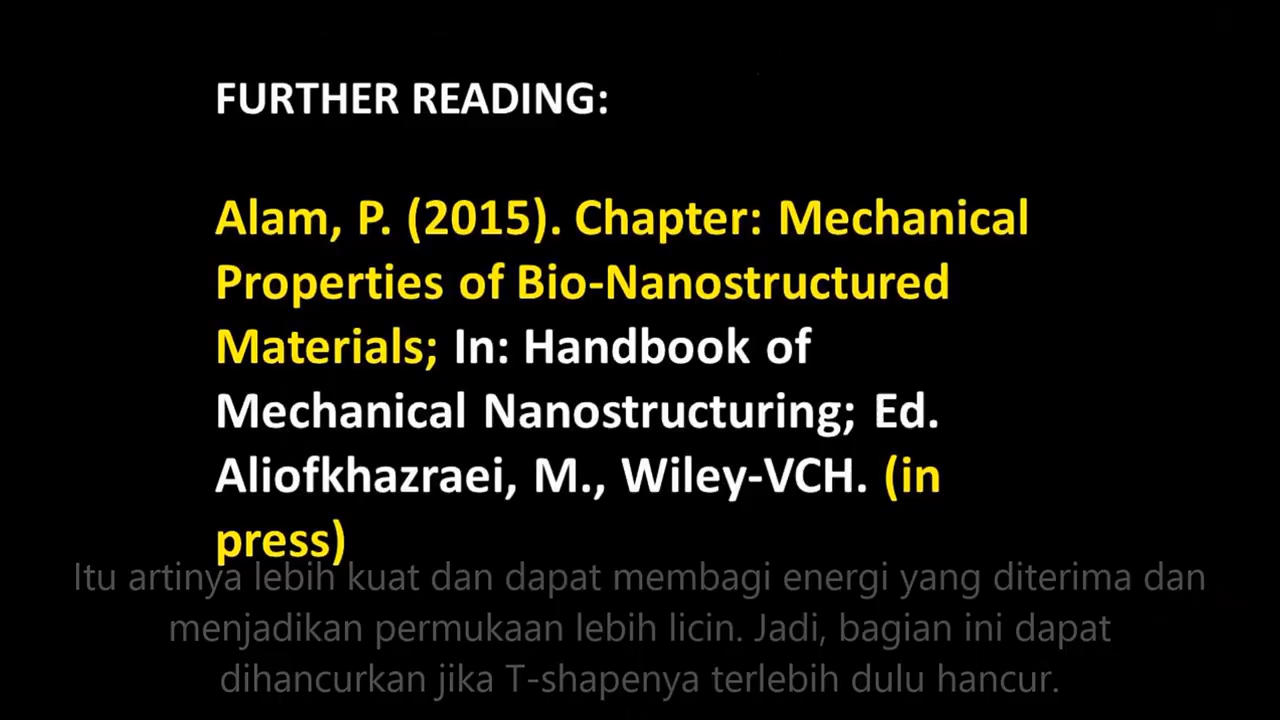 FURTHER READING:
Alam, P. (2015). Chapter: Mechanical
Properties of Bio-Nanostructured
Materials; In: Handbook of
Mechanical Nanostructuring; Ed.
Aliofkhazraei, M., Wiley-VCH. (in
press)
Itu artinya lebih kuat dan dapat membagi energi yang diterima dan
menjadikan permukaan lebih licin. Jadi, bagian ini dapat
dihancurkan jika T-shapenya terlebih dulu hancur.